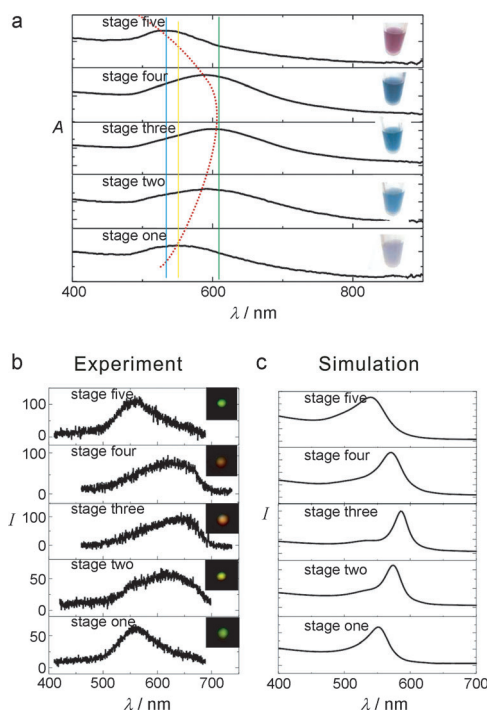 a
stage five
stage four
A
stage three
stage two
stage one
400 600 800
λ / nm
b Experiment
stage five
100
0
stage four
100
0
I
stage three
100
0
stage two
50
0
stage one
50
0
400 500 600 700
λ / nm
c Simulation
stage five
stage four
I
stage three
stage two
stage one
400 500 600 700
λ / nm